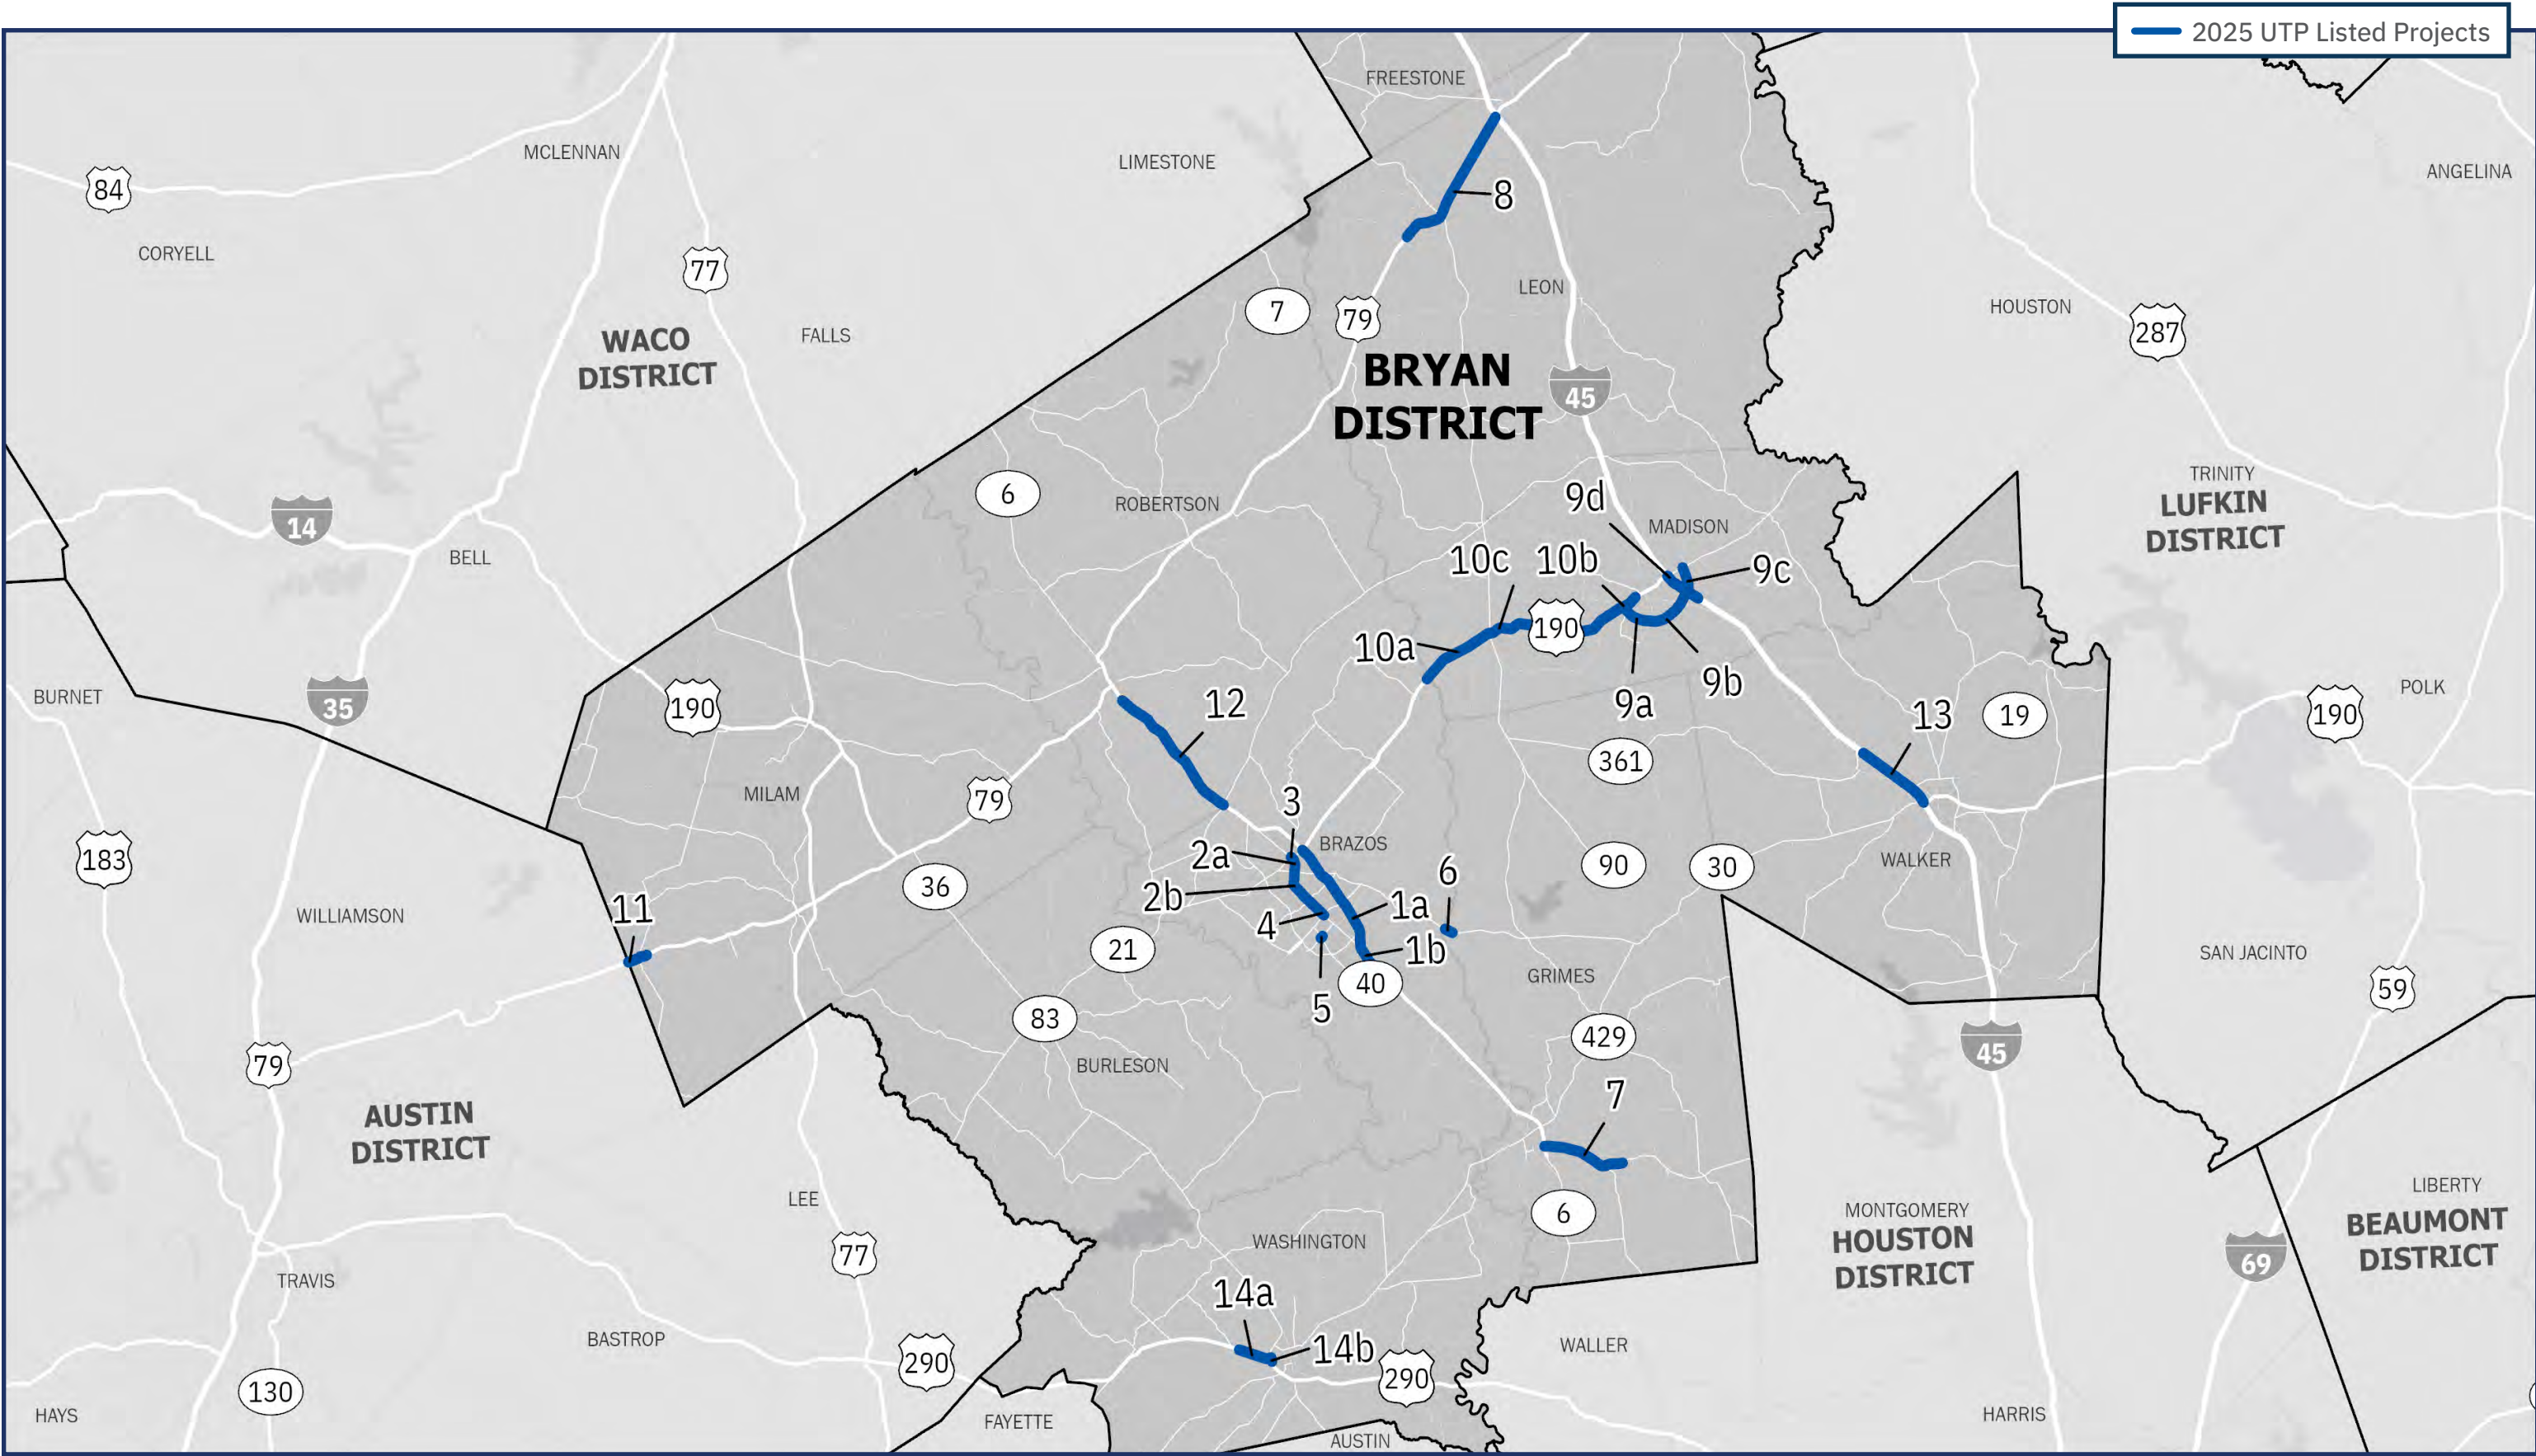 2025 UTP Listed Projects
FREESTONE
MCLENNAN
LIMESTONE
ANGELINA
84
8
CORYELL
77
LEON
7
79
HOUSTON
287
FALLS
WACO
DISTRICT
BRYAN
DISTRICT
45
TRINITY
LUFKIN
DISTRICT
6
ROBERTSON
9d
MADISON
14
BELL
10c
10b
9c
190
10a
9b
9a
BURNET
35
190
12
13
19
190
POLK
361
MILAM
79
3
BRAZOS
2a
183
36
2b
90
30
WALKER
6
1a
11
WILLIAMSON
4
21
1b
SAN JACINTO
40
GRIMES
59
5
83
429
45
79
BURLESON
7
AUSTIN
DISTRICT
LEE
6
MONTGOMERY
HOUSTON
DISTRICT
LIBERTY
BEAUMONT
DISTRICT
WASHINGTON
77
69
TRAVIS
14a
BASTROP
14b
WALLER
290
290
130
HAYS
FAYETTE
HARRIS
AUSTIN